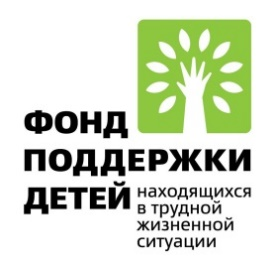 ФОНД
ПОДДЕРЖКИ
ДЕТЕЙ
находящихся
в трудной
жизненной
ситуации